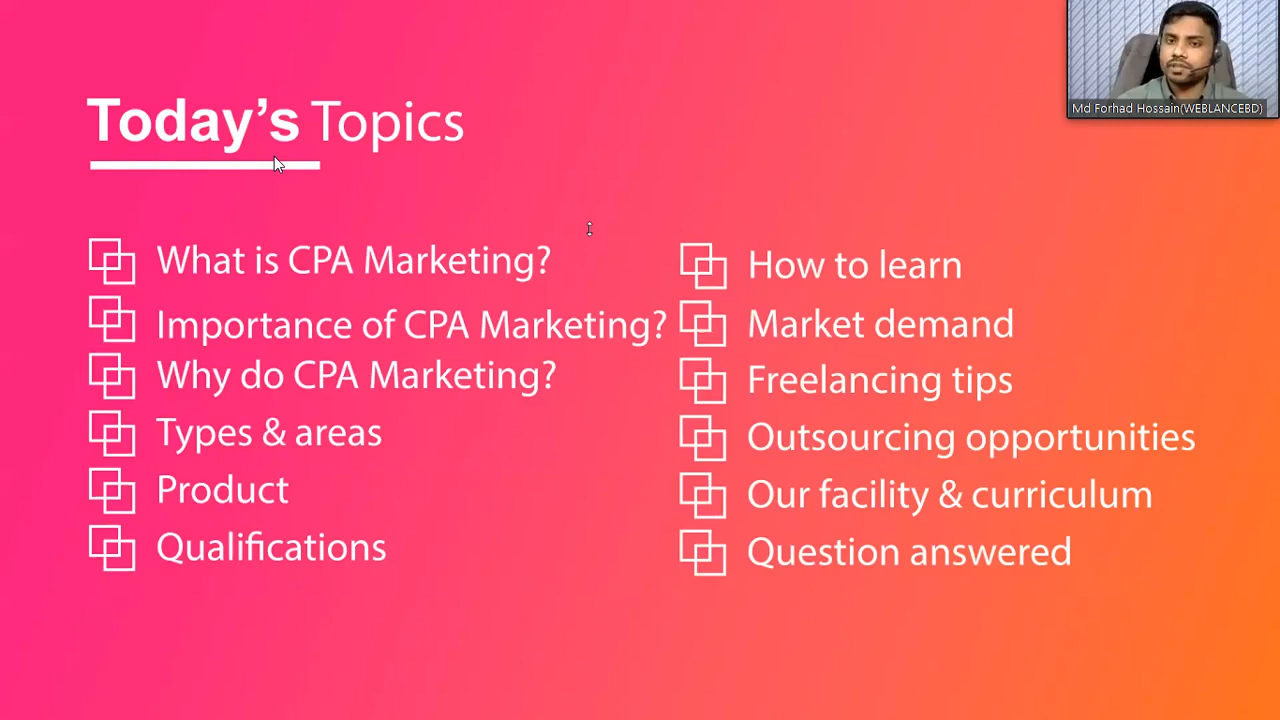 Md Forhad Hossain(WEBLANCEBD)
Today's Topics
What is CPA Marketing?
Importance of CPA Marketing?
Why do CPA Marketing?
Types & areas
Product
Qualifications
How to learn
Market demand
Freelancing tips
Outsourcing opportunities
Our facility & curriculum
Question answered